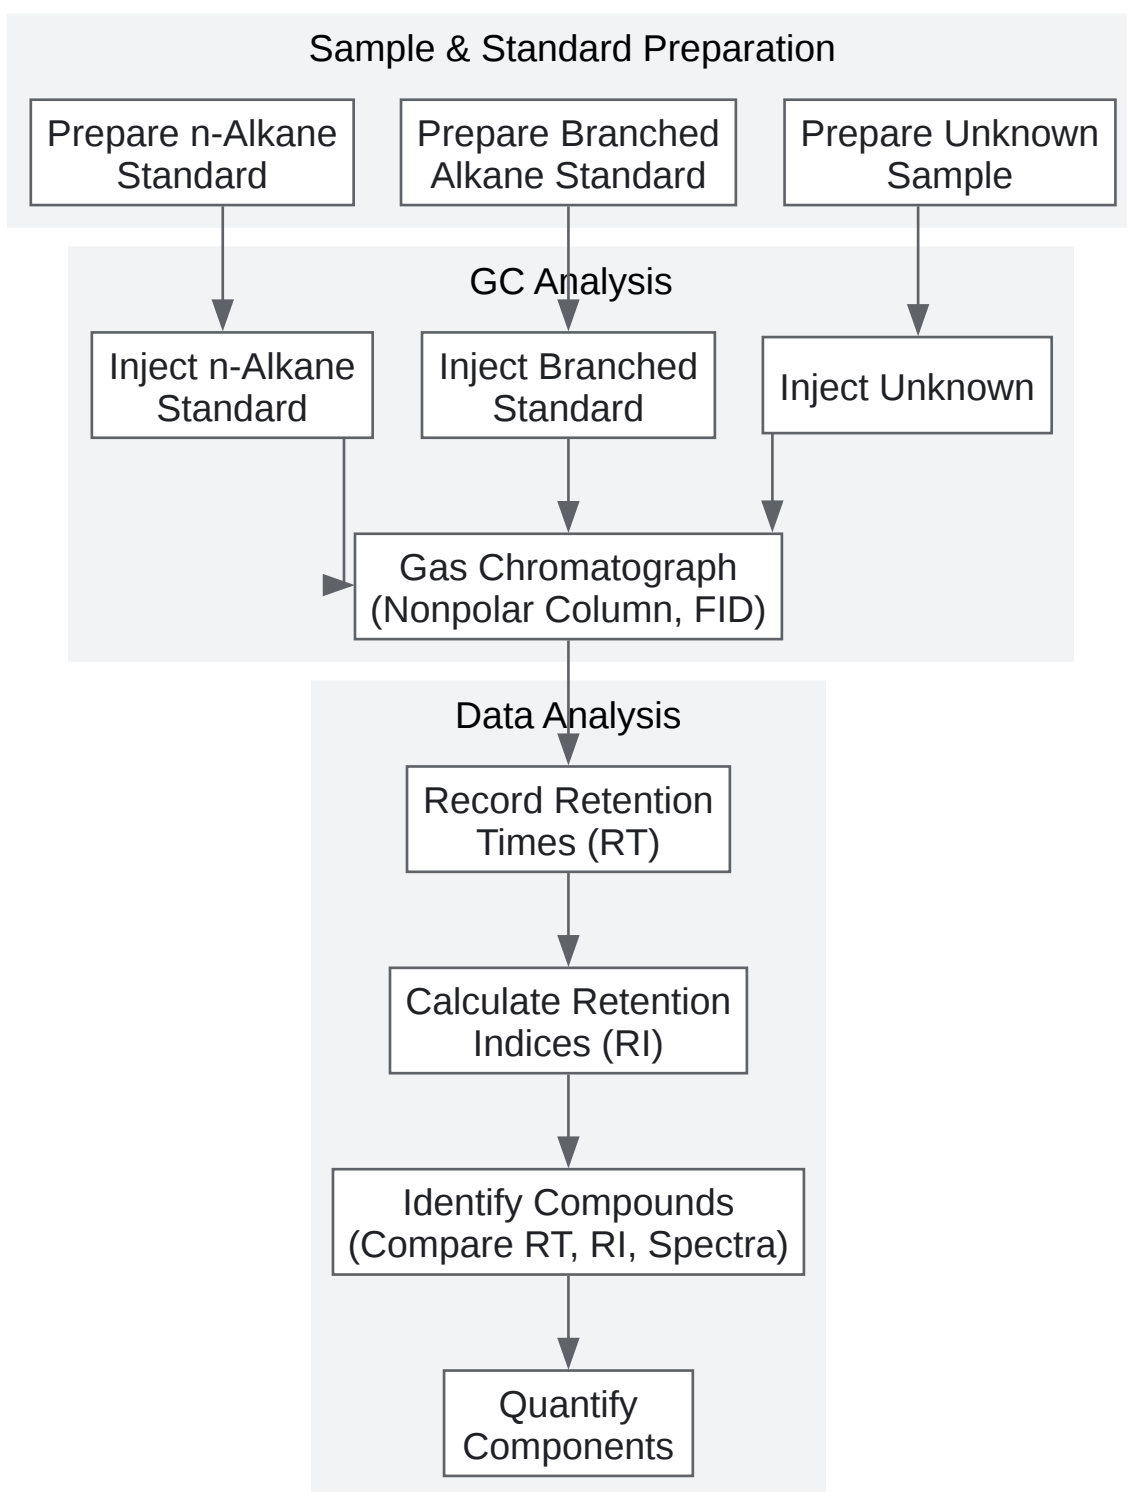 Sample & Standard Preparation
Prepare n-Alkane
Standard
Prepare Branched
Alkane Standard
Prepare Unknown
Sample
GC Analysis
Inject n-Alkane
Standard
Inject Branched
Standard
Inject Unknown
Gas Chromatograph
(Nonpolar Column, FID)
Data Analysis
Record Retention
Times (RT)
Calculate Retention
Indices (RI)
Identify Compounds
(Compare RT, RI, Spectra)
Quantify
Components